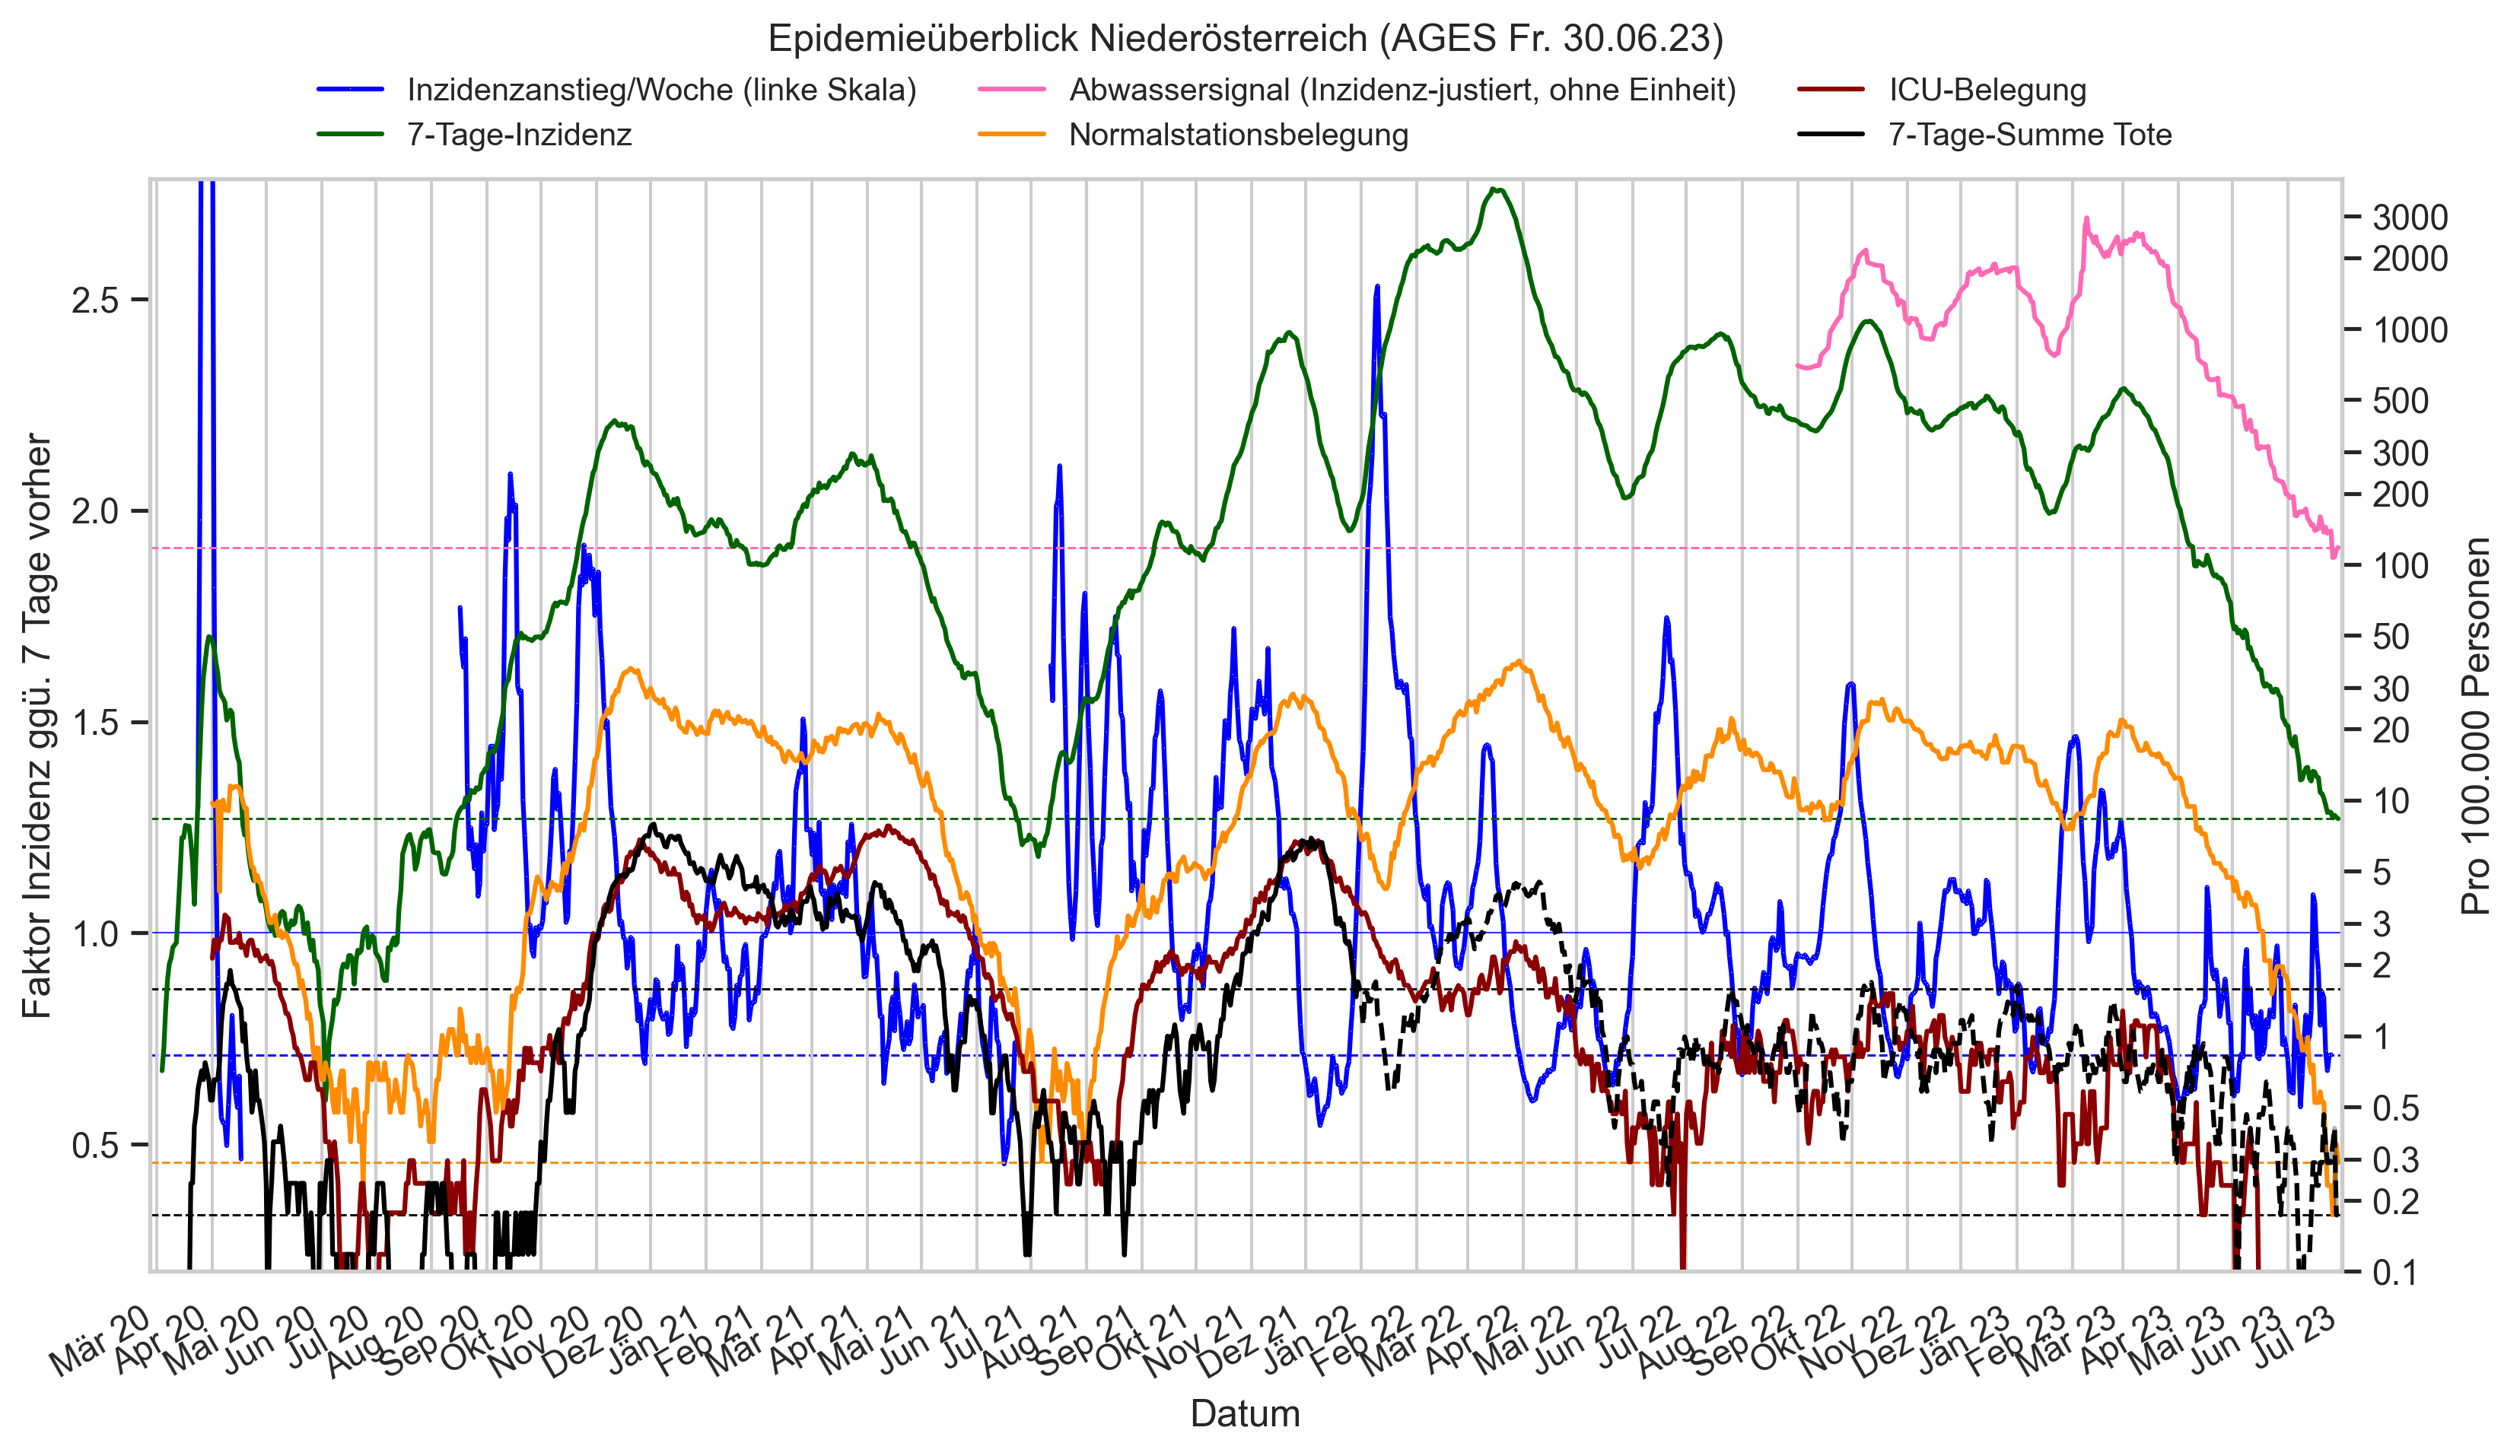 Epidemieüberblick Niederösterreich (AGES Fr. 30.06.23)
Inzidenzanstieg/Woche (linke Skala)
7-Tage-Inzidenz
Abwassersignal (Inzidenz-justiert, ohne Einheit)
Normalstationsbelegung
ICU-Belegung
7-Tage-Summe Tote
Faktor Inzidenz ggü. 7 Tage vorher
2.5
2.0
1.5
1.0
0.5
3000
2000
1000
500
300
200
100
50
30
20
10
5
3
2
1
0.5
0.3
0.2
0.1
Pro 100.000 Personen
Mär 20
Apr 20
Mai 20
Jun 20
Jul 20
Aug 20
Sep 20
Okt 20
Nov 20
Dez 20
Jän 21
Feb 21
Mär 21
Apr 21
Mai 21
Jun 21
Jul 21
Aug 21
Sep 21
Okt 21
Nov 21
Dez 21
Jän 22
Feb 22
Mär 22
Apr 22
Mai 22
Jun 22
Jul 22
Aug 22
Sep 22
Okt 22
Nov 22
Dez 22
Jän 23
Feb 23
Mär 23
Apr 23
Mai 23
Jun 23
Jul 23
Datum